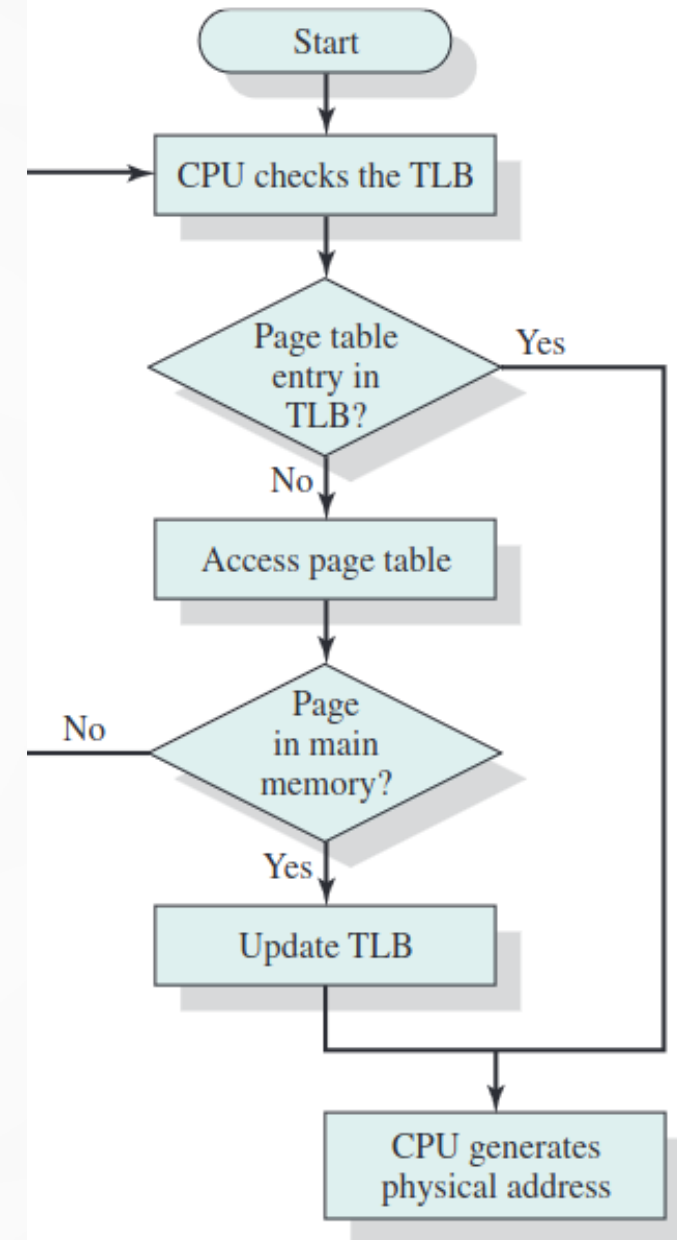 Start
CPU checks the TLB
Page table
entry in
TLB?
Yes
No
Access page table
Page
in main
memory?
No
Yes
Update TLB
CPU generates
physical address